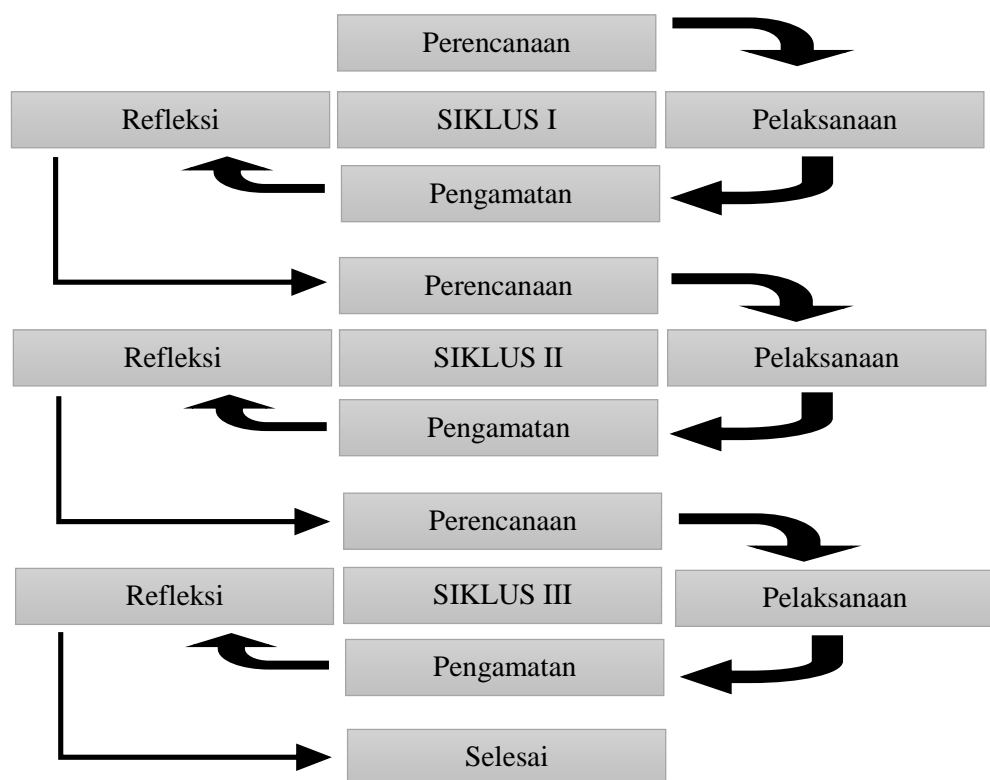 Perencanaan
Refleksi
SIKLUS I
Pelaksanaan
Pengamatan
Perencanaan
Refleksi
SIKLUS II
Pelaksanaan
Pengamatan
Perencanaan
Refleksi
SIKLUS III
Pelaksanaan
Pengamatan
Selesai